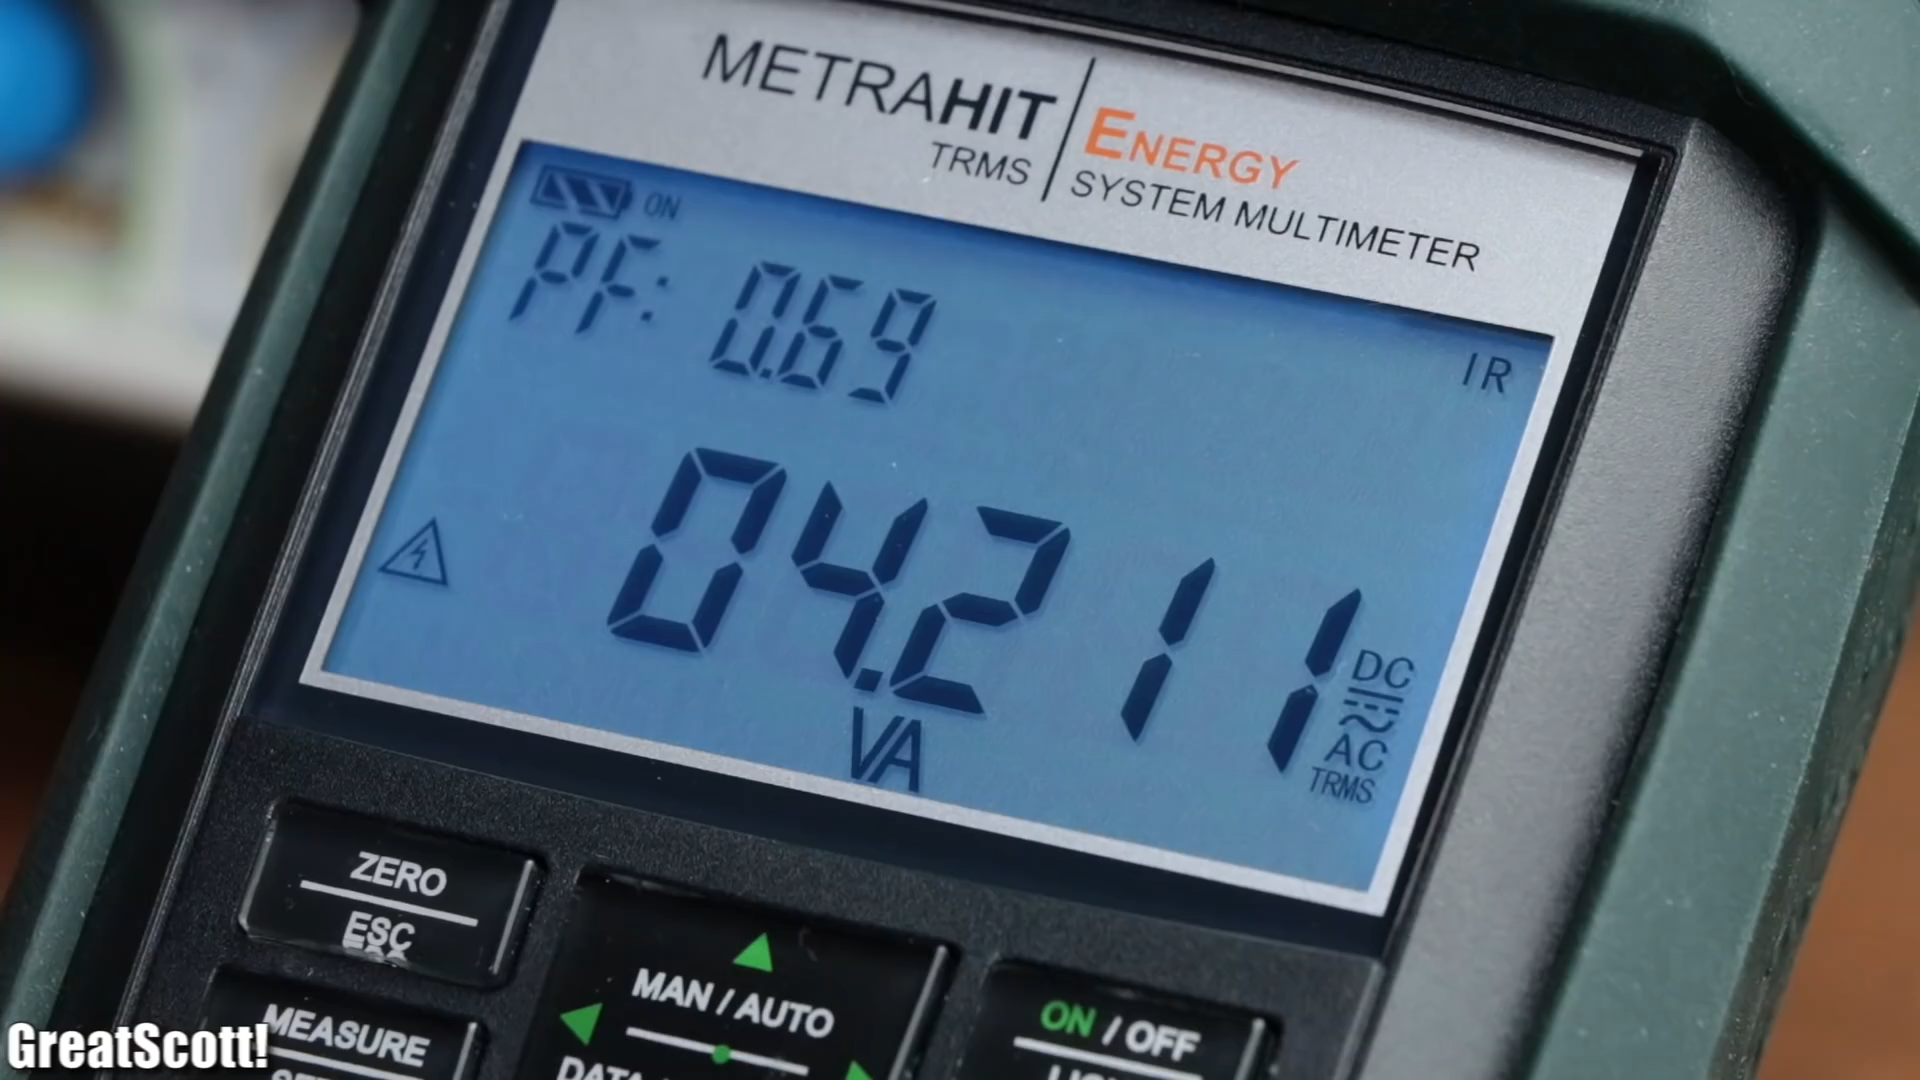 METRAHIT
TRMS
ENERGY
SYSTEM MULTIMETER
ON
PF: 0.69
IR
04.211
DC
AC
TRMS
VA
ZERO
ESC
MAN / AUTO
ON / OFF
MEASURE
DATA
GreatScott!